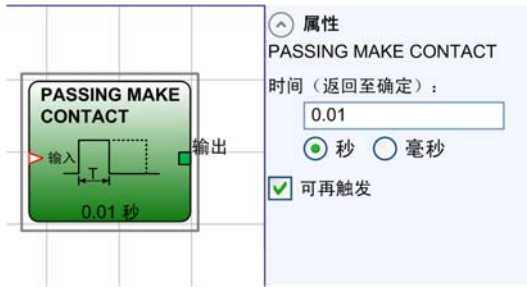 PASSING MAKE
CONTACT
输入
T
输出
0.01 秒
属性
PASSING MAKE CONTACT
时间（返回至确定）：
0.01
秒 毫秒
可再触发